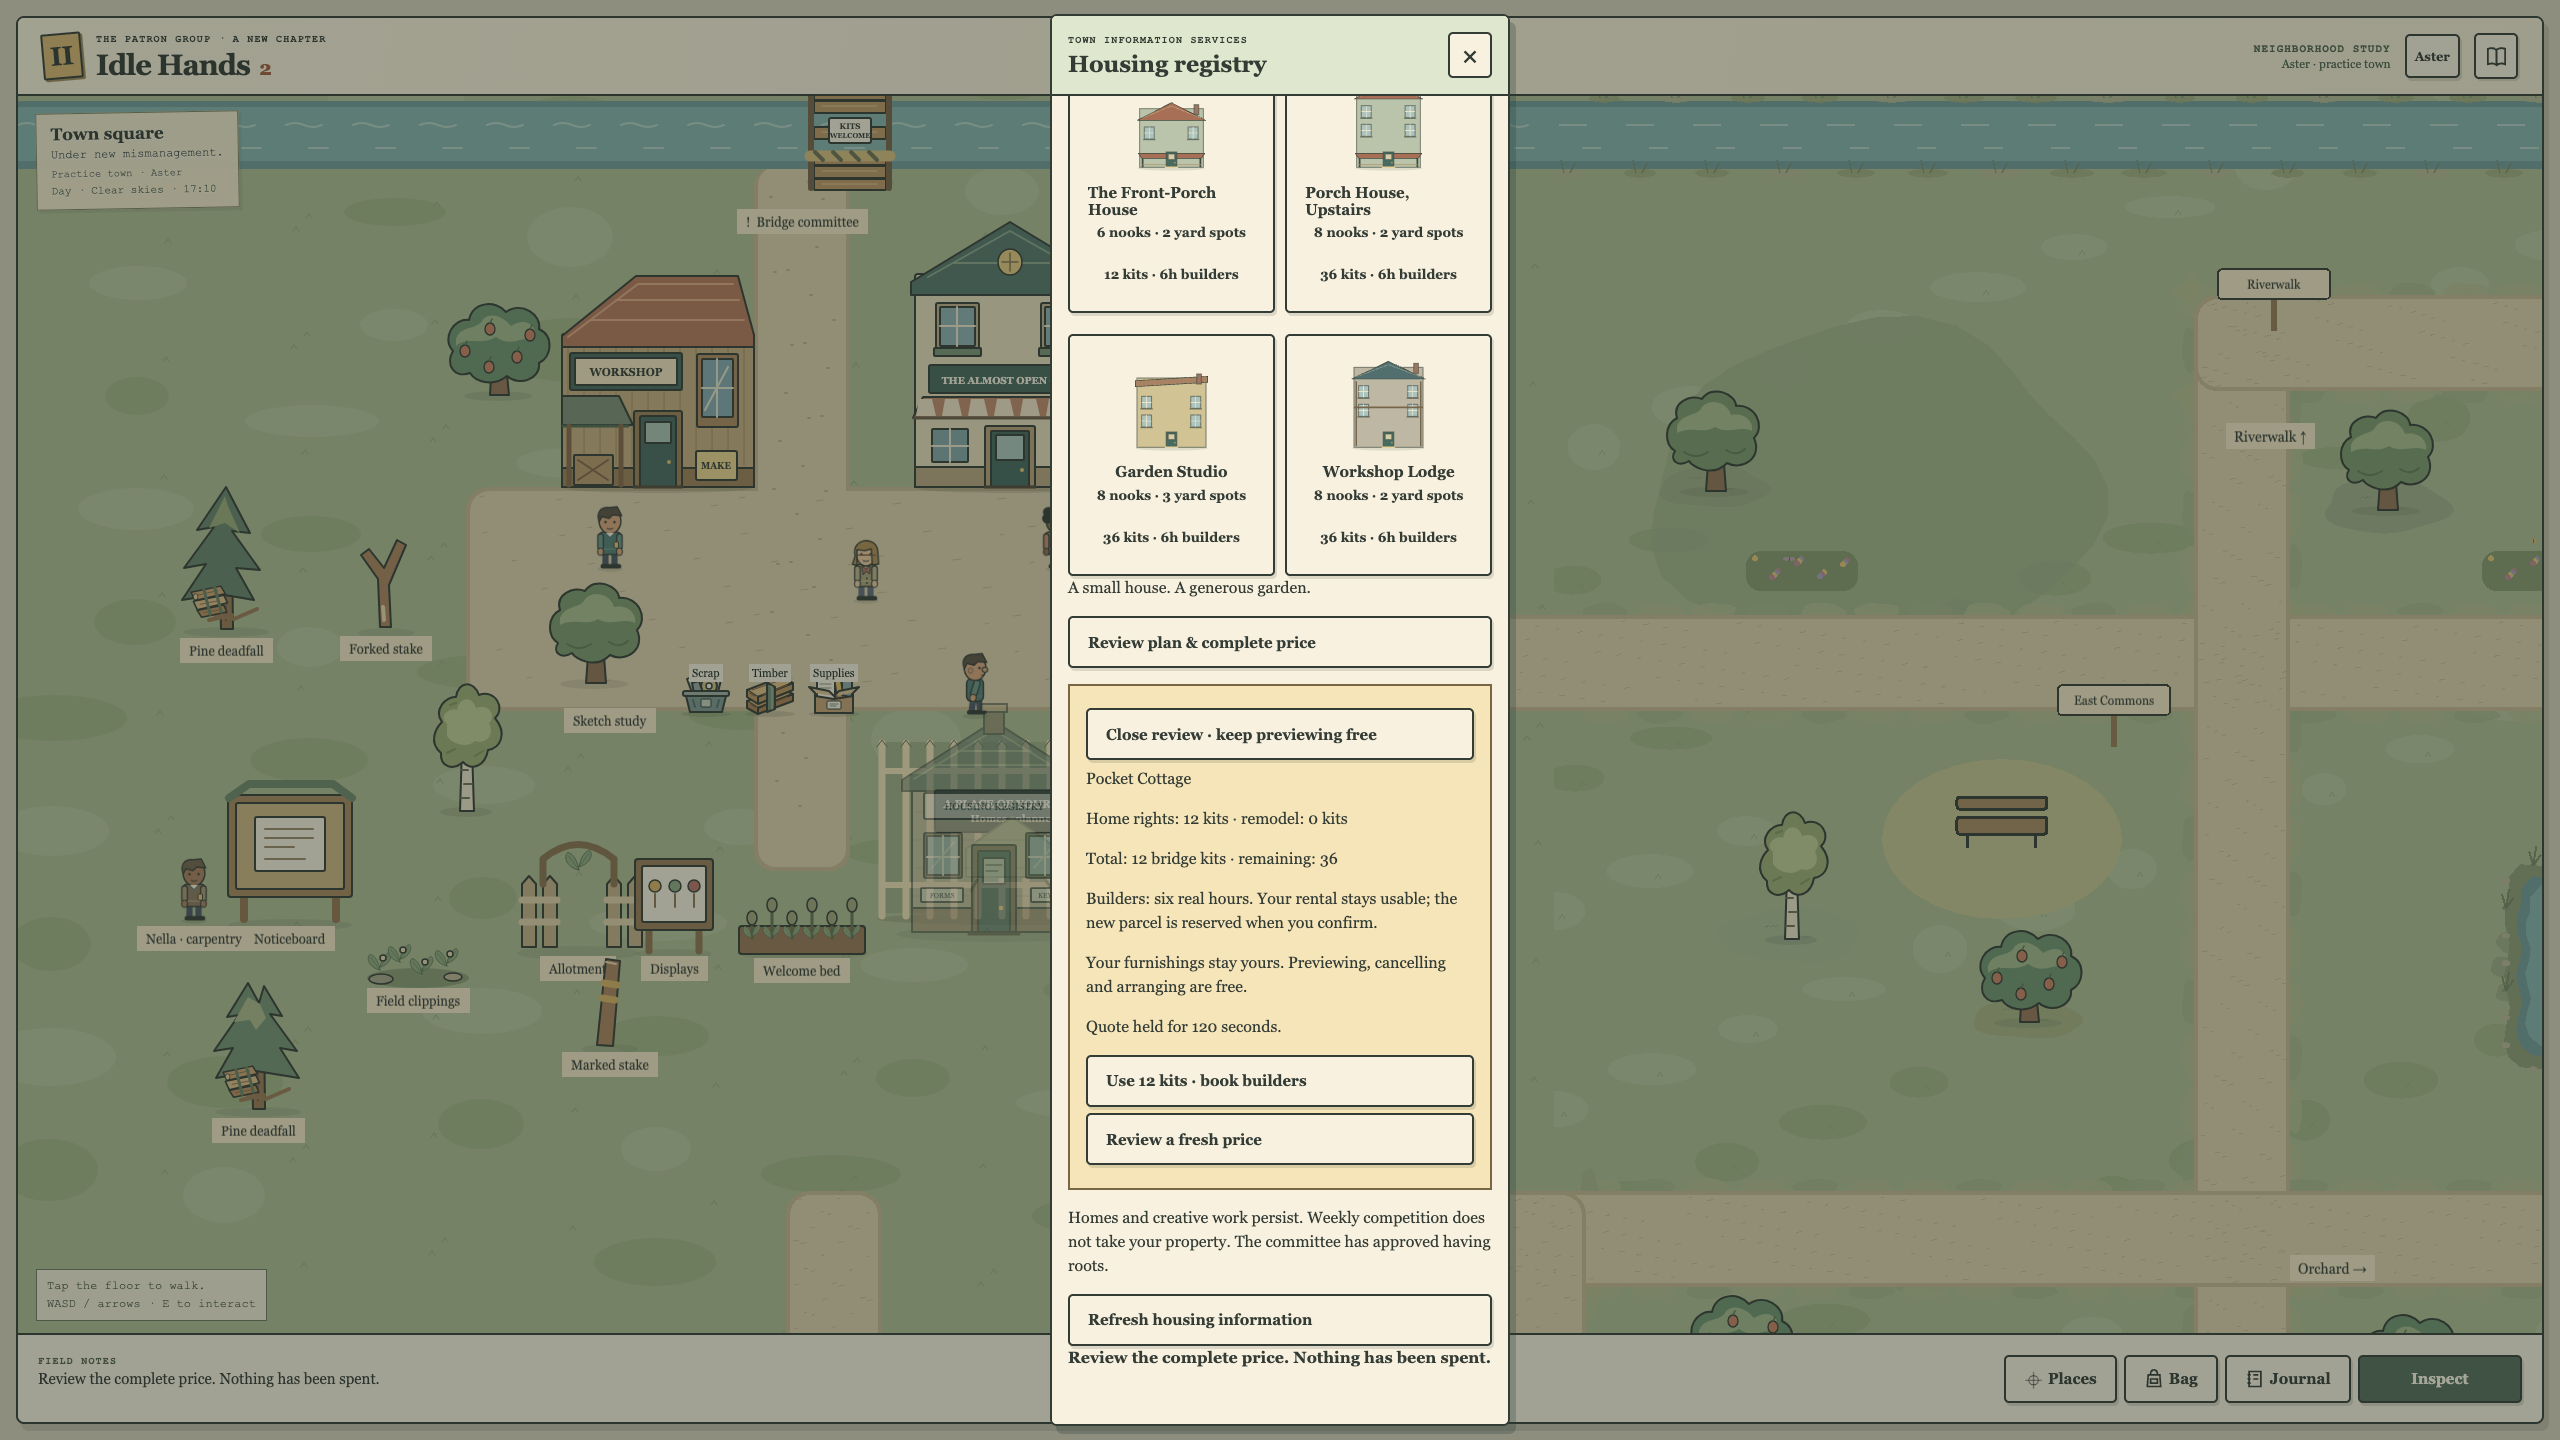 II
THE PATRON GROUP · A NEW CHAPTER
Idle Hands 2
NEIGHBORHOOD STUDY
Aster · practice town
Aster
Town square
Under new mismanagement.
Practice town · Aster
Day · Clear skies · 17:10
KITS
WELCOME
! Bridge committee
WORKSHOP
MAKE
THE ALMOST OPEN
Pine deadfall
Forked stake
Sketch study
Scrap
Timber
Supplies
Nella · carpentry
Noticeboard
Field clippings
Allotment
Displays
Welcome bed
Marked stake
Pine deadfall
FORMS
Riverwalk
Riverwalk ↑
East Commons
Orchard →
Tap the floor to walk.
WASD / arrows · E to interact
TOWN INFORMATION SERVICES
Housing registry
×
The Front-Porch
House
6 nooks · 2 yard spots
12 kits · 6h builders
Porch House,
Upstairs
8 nooks · 2 yard spots
36 kits · 6h builders
Garden Studio
8 nooks · 3 yard spots
36 kits · 6h builders
Workshop Lodge
8 nooks · 2 yard spots
36 kits · 6h builders
A small house. A generous garden.
Review plan & complete price
Close review · keep previewing free
Pocket Cottage
Home rights: 12 kits · remodel: 0 kits
Total: 12 bridge kits · remaining: 36
Builders: six real hours. Your rental stays usable; the
new parcel is reserved when you confirm.
Your furnishings stay yours. Previewing, cancelling
and arranging are free.
Quote held for 120 seconds.
Use 12 kits · book builders
Review a fresh price
Homes and creative work persist. Weekly competition does
not take your property. The committee has approved having
roots.
Refresh housing information
Review the complete price. Nothing has been spent.
FIELD NOTES
Review the complete price. Nothing has been spent.
Places
Bag
Journal
Inspect